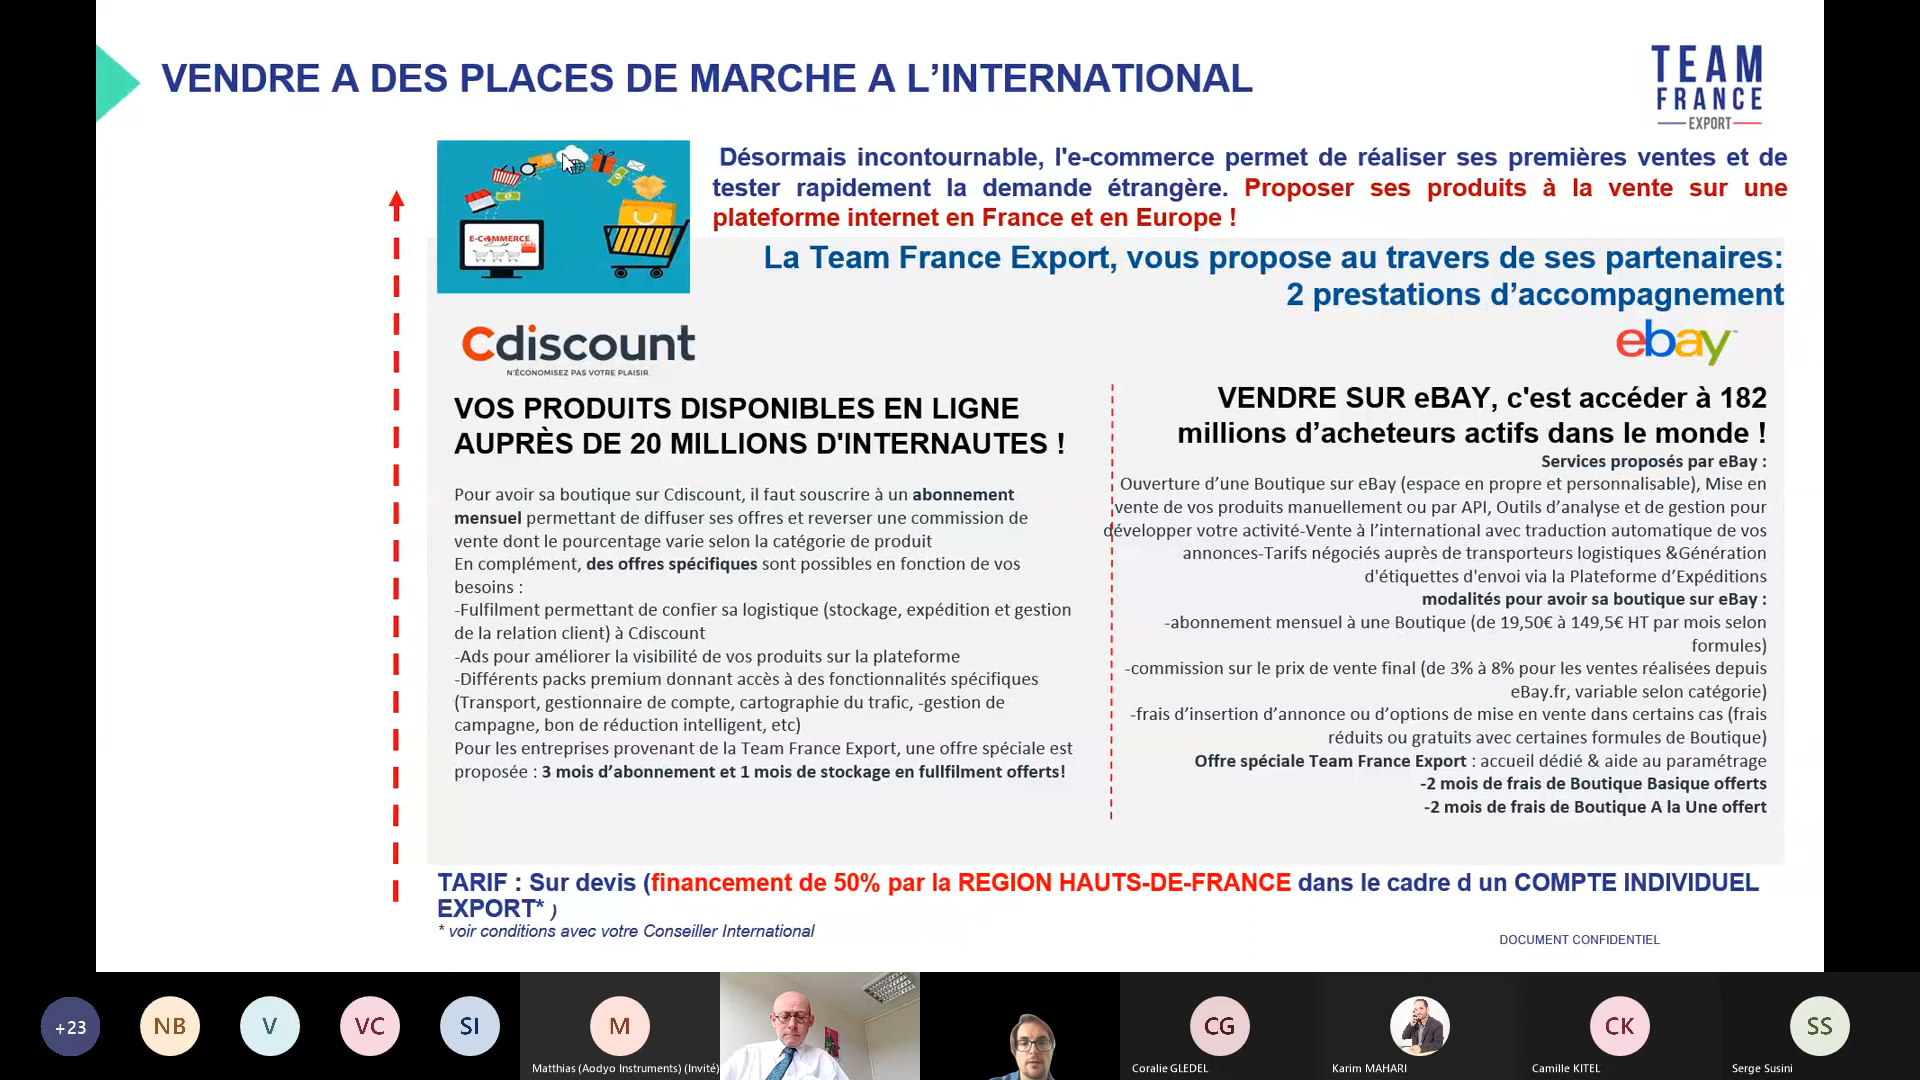 VENDRE A DES PLACES DE MARCHE A L’INTERNATIONAL
TEAM
FRANCE
EXPORT
Désormais incontournable, l'e-commerce permet de réaliser ses premières ventes et de
tester rapidement la demande étrangère. Proposer ses produits à la vente sur une
plateforme internet en France et en Europe !
E-COMMERCE
La Team France Export, vous propose au travers de ses partenaires:
2 prestations d’accompagnement
Cdiscount
N'ÉCONOMISEZ PAS VOTRE PLAISIR.
VOS PRODUITS DISPONIBLES EN LIGNE
AUPRÈS DE 20 MILLIONS D'INTERNAUTES !
Pour avoir sa boutique sur Cdiscount, il faut souscrire à un abonnement
mensuel permettant de diffuser ses offres et reverser une commission de
vente dont le pourcentage varie selon la catégorie de produit
En complément, des offres spécifiques sont possibles en fonction de vos
besoins :
-Fulfilment permettant de confier sa logistique (stockage, expédition et gestion
de la relation client) à Cdiscount
-Ads pour améliorer la visibilité de vos produits sur la plateforme
-Différents packs premium donnant accès à des fonctionnalités spécifiques
(Transport, gestionnaire de compte, cartographie du trafic, -gestion de
campagne, bon de réduction intelligent, etc)
Pour les entreprises provenant de la Team France Export, une offre spéciale est
proposée : 3 mois d’abonnement et 1 mois de stockage en fullfilment offerts!
ebay
VENDRE SUR eBAY, c'est accéder à 182
millions d’acheteurs actifs dans le monde !
Services proposés par eBay :
Ouverture d’une Boutique sur eBay (espace en propre et personnalisable), Mise en
vente de vos produits manuellement ou par API, Outils d’analyse et de gestion pour
développer votre activité-Vente à l’international avec traduction automatique de vos
annonces-Tarifs négociés auprès de transporteurs logistiques &Génération
d'étiquettes d'envoi via la Plateforme d’Expéditions
modalités pour avoir sa boutique sur eBay :
-abonnement mensuel à une Boutique (de 19,50€ à 149,5€ HT par mois selon
formules)
-commission sur le prix de vente final (de 3% à 8% pour les ventes réalisées depuis
eBay.fr, variable selon catégorie)
-frais d’insertion d’annonce ou d’options de mise en vente dans certains cas (frais
réduits ou gratuits avec certaines formules de Boutique)
Offre spéciale Team France Export : accueil dédié & aide au paramétrage
-2 mois de frais de Boutique Basique offerts
-2 mois de frais de Boutique A la Une offert
TARIF : Sur devis (financement de 50% par la REGION HAUTS-DE-FRANCE dans le cadre d un COMPTE INDIVIDUEL
EXPORT* )
* voir conditions avec votre Conseiller International
DOCUMENT CONFIDENTIEL
+23
NB
V
VC
SI
M
CG
CK
SS
Matthias (Aodyo Instruments) (Invité)
Coralie GLEDEL
Karim MAHARI
Camille KITEL
Serge Susini